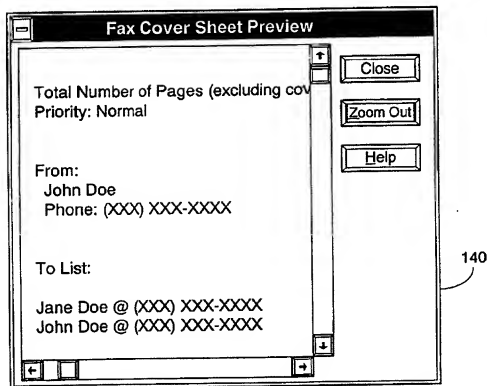 Fax Cover Sheet Preview
Total Number of Pages (excluding cov
Priority: Normal
From:
John Doe
Phone: (XXX) XXX-XXXX
To List:
Jane Doe @ (XXX) XXX-XXXX
John Doe @ (XXX) XXX-XXXX
Close
Zoom Out
Help
140